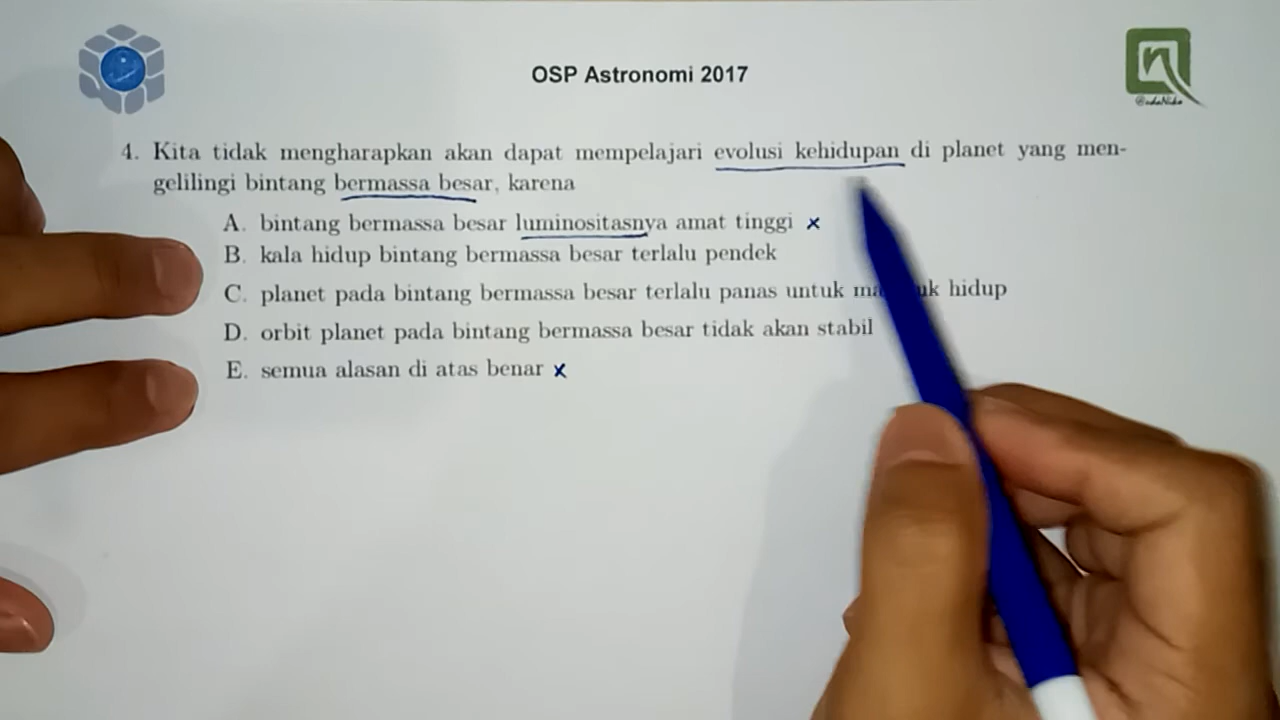 OSP Astronomi 2017
@udaNiko
4. Kita tidak mengharapkan akan dapat mempelajari evolusi kehidupan di planet yang men-
gelilingi bintang bermassa besar, karena
A. bintang bermassa besar luminositasnya amat tinggi x
B. kala hidup bintang bermassa besar terlalu pendek
C. planet pada bintang bermassa besar terlalu panas untuk hidup
D. orbit planet pada bintang bermassa besar tidak akan stabil
E. semua alasan di atas benar x